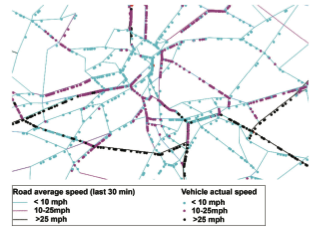 Road average speed (last 30 min) Vehicle actual speed
< 10 mph < 10 mph
10-25mph 10-25mph
>25 mph >25 mph